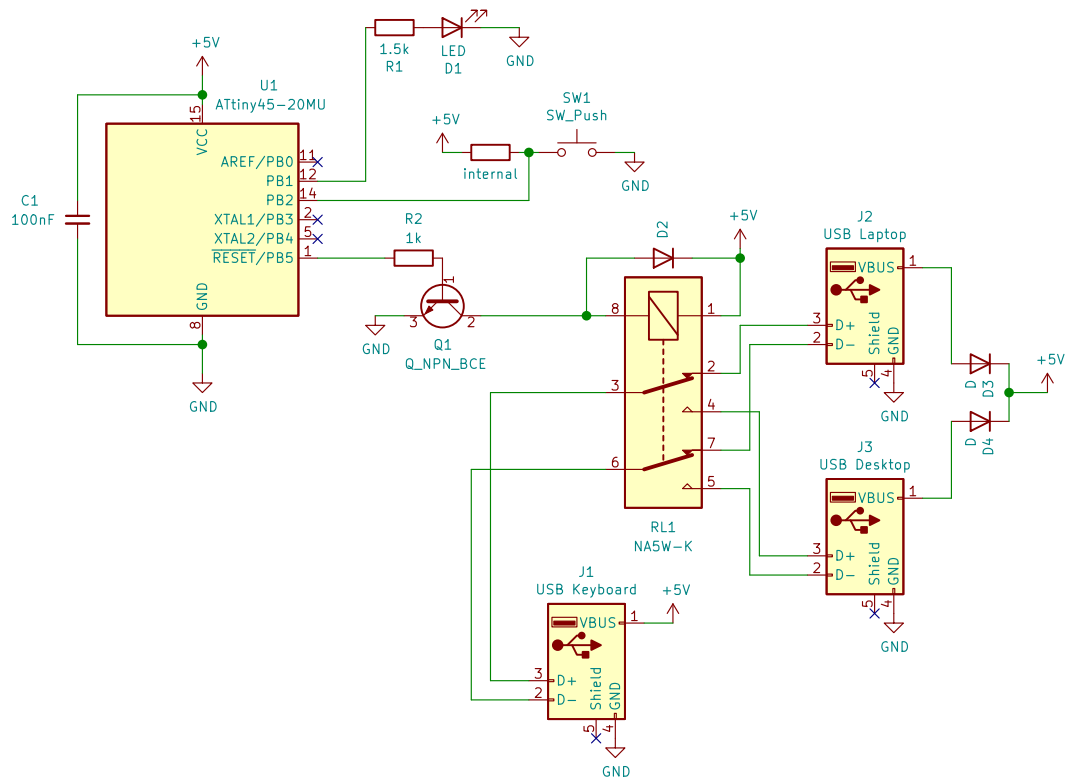 1.5k
R1
LED
D1
GND
+5V
U1
ATtiny45-20MU
15
VCC
AREF/PB0
11
PB1
12
PB2
14
XTAL1/PB3
2
XTAL2/PB4
5
RESET/PB5
1
GND
8
GND
C1
100nF
+5V
internal
SW1
SW_Push
GND
R2
1k
1
3
2
Q1
Q_NPN_BCE
GND
D2
+5V
8
1
2
3
4
7
6
5
RL1
NA5W-K
J2
USB Laptop
VBUS
1
3
D+
2
D-
Shield
GND
5
4
GND
D
D3
+5V
D
D4
J3
USB Desktop
VBUS
1
3
D+
2
D-
Shield
GND
5
4
GND
J1
USB Keyboard
+5V
VBUS
1
3
D+
2
D-
Shield
GND
5
4
GND